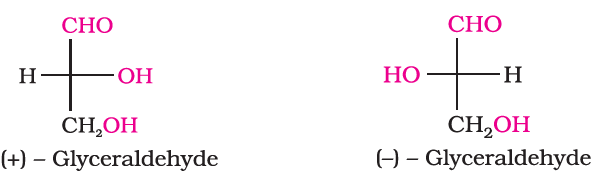 CHO CHO
H OH HO H
CH₂OH CH₂OH
(+) – Glyceraldehyde (–) – Glyceraldehyde